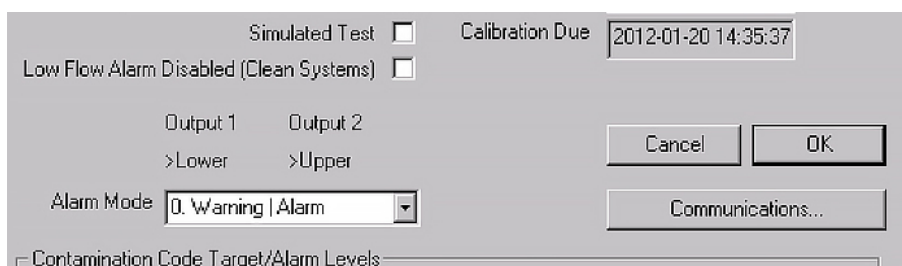 Simulated Test
Calibration Due
2012-01-20 14:35:37
Low Flow Alarm Disabled (Clean Systems)
Output 1 Output 2
>Lower >Upper
Cancel
OK
Alarm Mode
0. Warning | Alarm
Communications...
Contamination Code Target/Alarm Levels